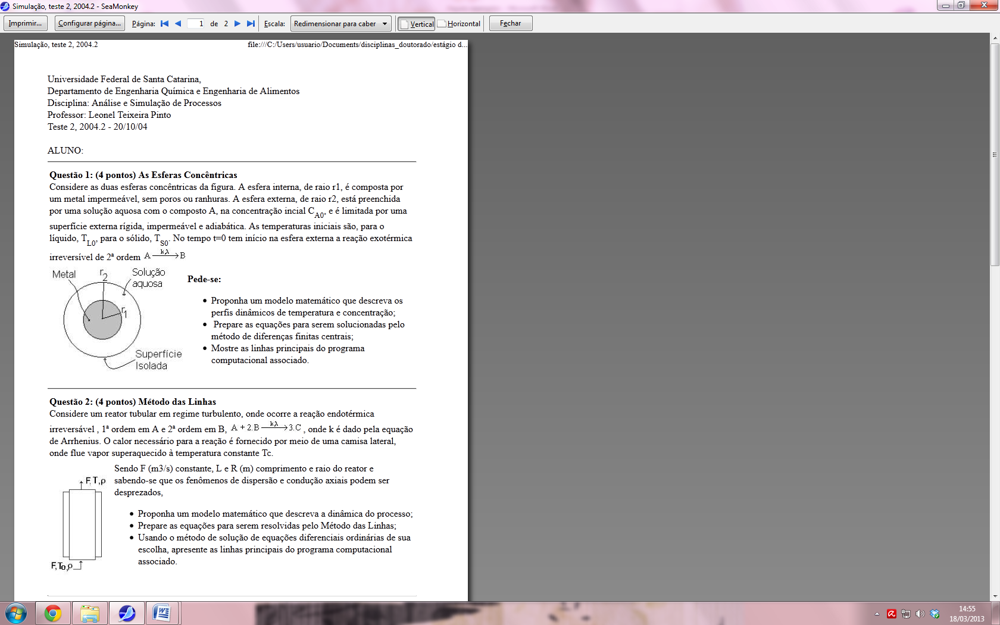 Simulação, teste 2, 2004.2 - SeaMonkey
Imprimir... Configurar página... Página: 1 de 2 Escala: Redimensionar para caber Vertical Horizontal Fechar
Simulação, teste 2, 2004.2 file:///C:/Users/usuario/Documents/disciplinas_doutorado/estágio d...
Universidade Federal de Santa Catarina,
Departamento de Engenharia Química e Engenharia de Alimentos
Disciplina: Análise e Simulação de Processos
Professor: Leonel Teixeira Pinto
Teste 2, 2004.2 - 20/10/04
ALUNO:
Questão 1: (4 pontos) As Esferas Concêntricas
Considere as duas esferas concêntricas da figura. A esfera interna, de raio r1, é composta por
um metal impermeável, sem poros ou ranhuras. A esfera externa, de raio r2, está preenchida
por uma solução aquosa com o composto A, na concentração incial C_A0, e é limitada por uma
superfície externa rígida, impermeável e adiabática. As temperaturas iniciais são, para o
líquido, T_L0, para o sólido, T_S0. No tempo t=0 tem início na esfera externa a reação exotérmica
irreversível de 2ª ordem A k,λ B
Metal r2 Solução
aquosa
r1
Superfície
Isolada
Pede-se:
• Proponha um modelo matemático que descreva os
perfis dinâmicos de temperatura e concentração;
• Prepare as equações para serem solucionadas pelo
método de diferenças finitas centrais;
• Mostre as linhas principais do programa
computacional associado.
Questão 2: (4 pontos) Método das Linhas
Considere um reator tubular em regime turbulento, onde ocorre a reação endotérmica
irreversável , 1ª ordem em A e 2ª ordem em B, A + 2.B k,λ 3.C , onde k é dado pela equação
de Arrhenius. O calor necessário para a reação é fornecido por meio de uma camisa lateral,
onde flue vapor superaquecido à temperatura constante Tc.
Sendo F (m3/s) constante, L e R (m) comprimento e raio do reator e
sabendo-se que os fenômenos de dispersão e condução axiais podem ser
desprezados,
F,T,ρ
• Proponha um modelo matemático que descreva a dinâmica do processo;
• Prepare as equações para serem resolvidas pelo Método das Linhas;
• Usando o método de solução de equações diferenciais ordinárias de sua
escolha, apresente as linhas principais do programa computacional
associado.
F,To,ρ
14:55
18/03/2013